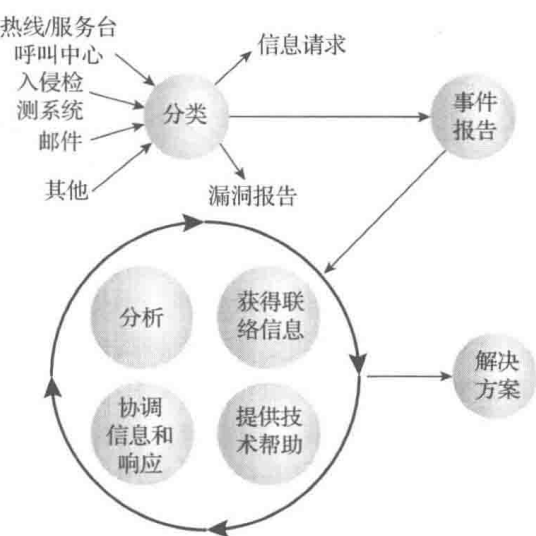 热线/服务台
呼叫中心
入侵检
测系统
邮件
其他
分类
信息请求
漏洞报告
事件
报告
分析
获得联
络信息
协调
信息和
响应
提供技
术帮助
解决
方案